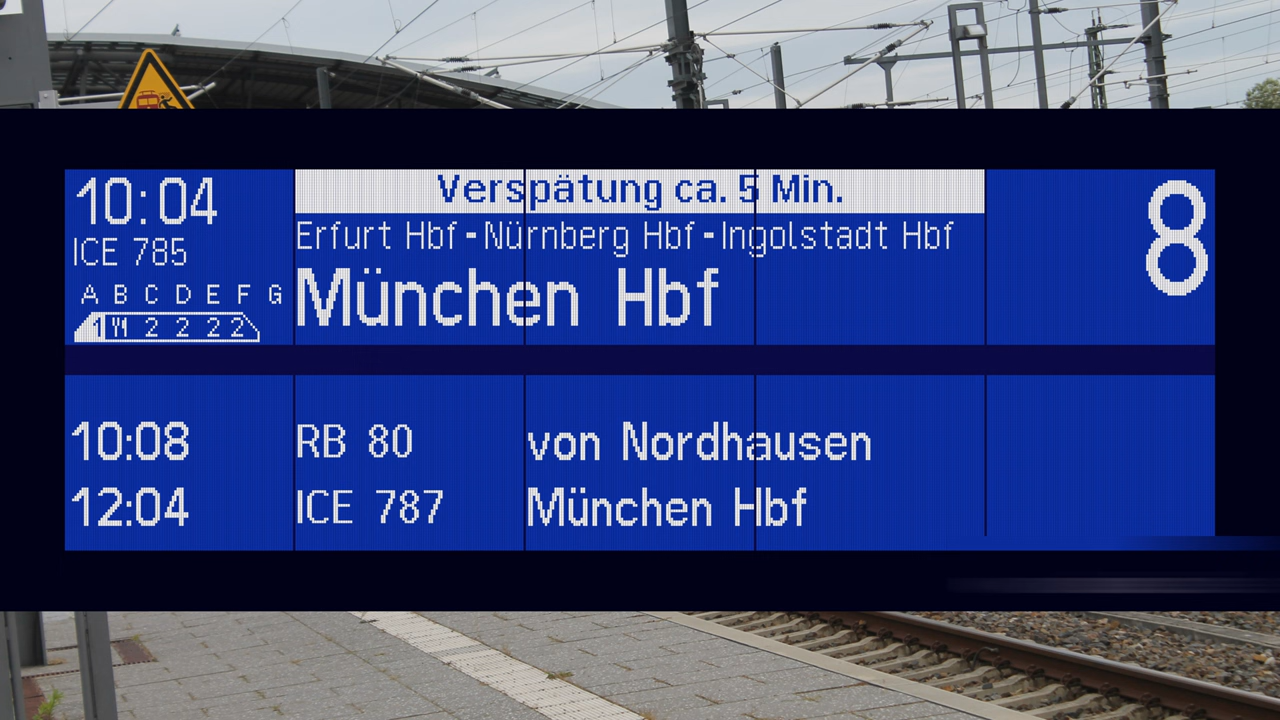 10:04
Verspätung ca. 5 Min.
8
ICE 785
Erfurt Hbf - Nürnberg Hbf - Ingolstadt Hbf
München Hbf
A B C D E F G
1 2 2 2 2
10:08 RB 80 von Nordhausen
12:04 ICE 787 München Hbf